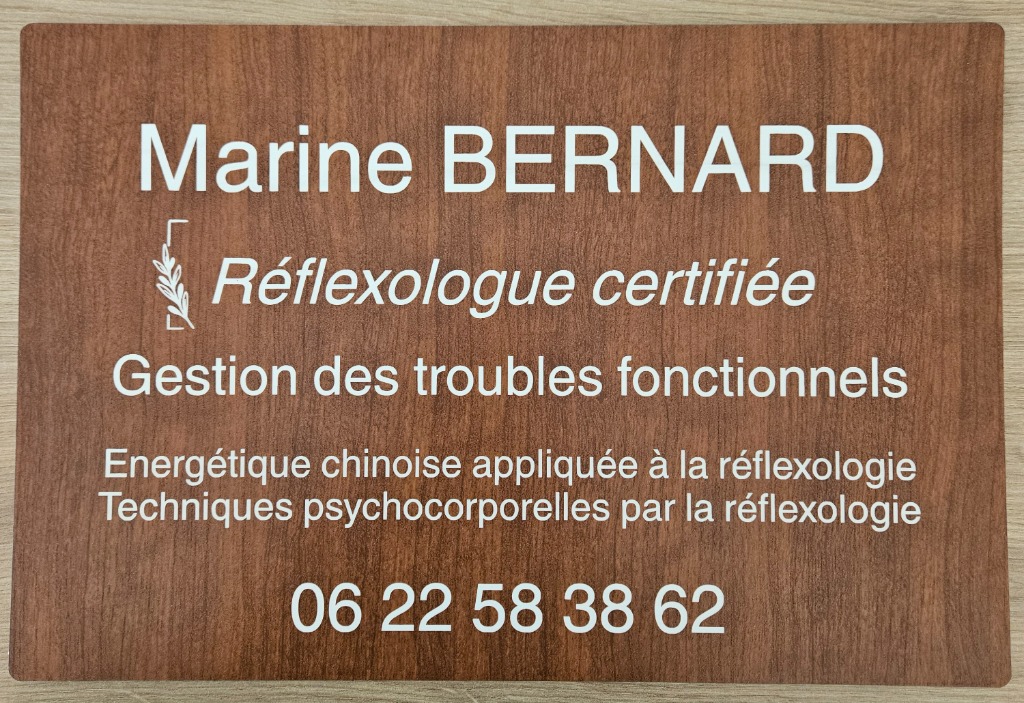 Marine BERNARD
Réflexologue certifiée
Gestion des troubles fonctionnels
Energétique chinoise appliquée à la réflexologie
Techniques psychocorporelles par la réflexologie
06 22 58 38 62